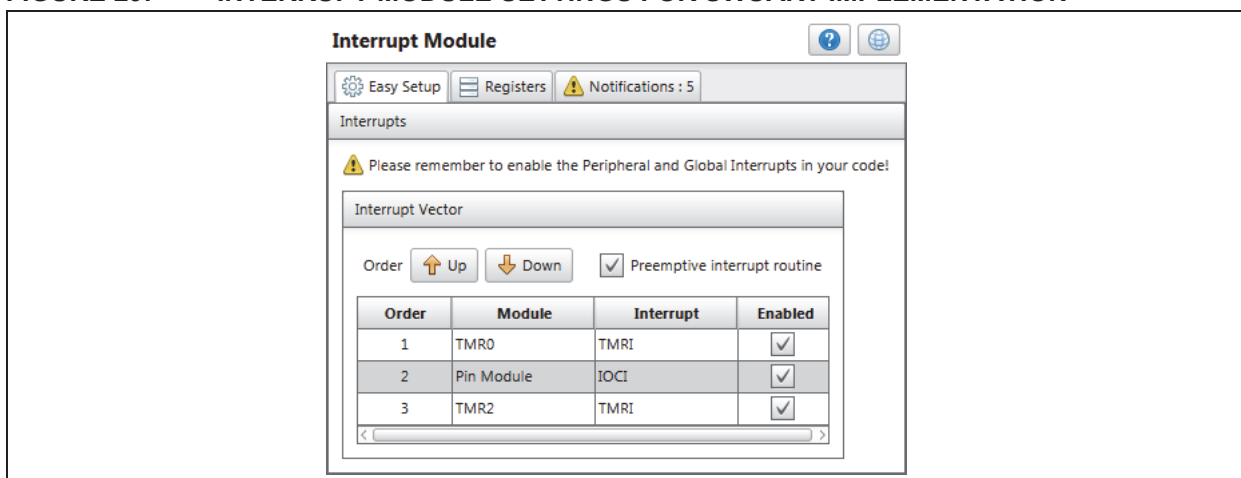 Interrupt Module
Easy Setup Registers Notifications : 5
Interrupts
Please remember to enable the Peripheral and Global Interrupts in your code!
Interrupt Vector
Order Up Down Preemptive interrupt routine
Order Module Interrupt Enabled
1 TMR0 TMRI
2 Pin Module IOCI
3 TMR2 TMRI